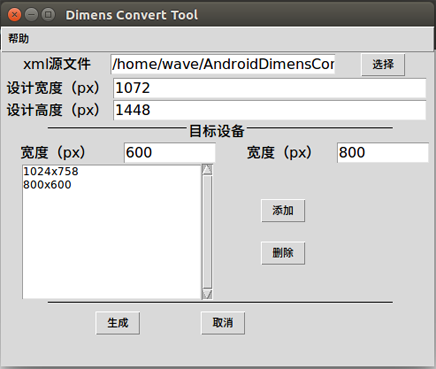 Dimens Convert Tool
帮助
xml源文件 /home/wave/AndroidDimensCon 选择
设计宽度（px） 1072
设计高度（px） 1448
目标设备
宽度（px） 600 宽度（px） 800
1024x758
800x600
添加
删除
生成 取消